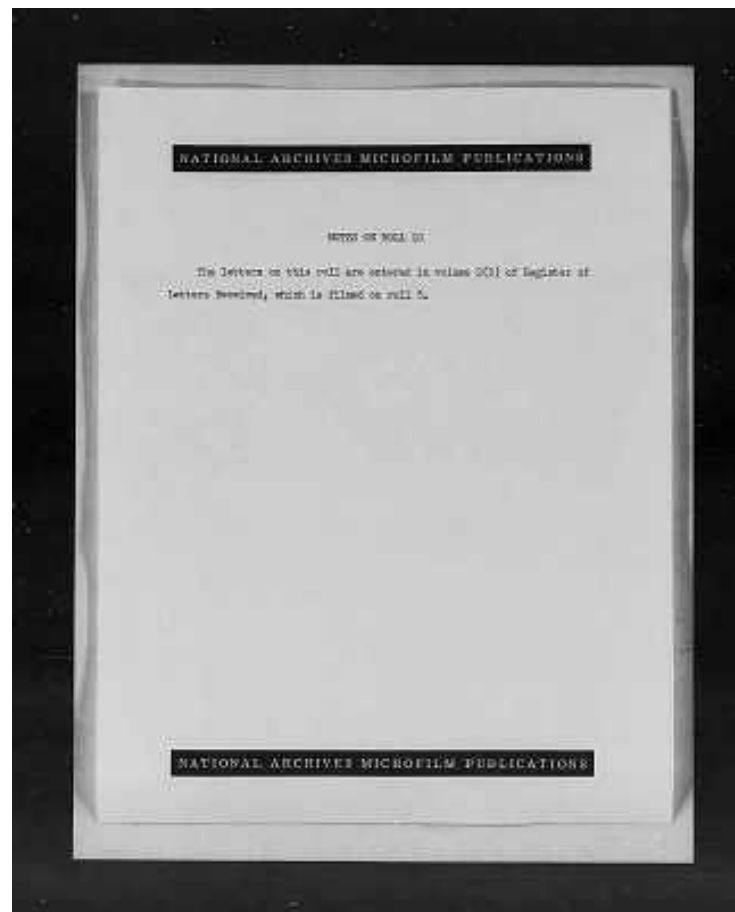 NATIONAL ARCHIVES MICROFILM PUBLICATIONS
NOTES ON ROLL
The letters on this roll are entered in volume of Register of
Letters Received, which is filmed on roll 5.
NATIONAL ARCHIVES MICROFILM PUBLICATIONS